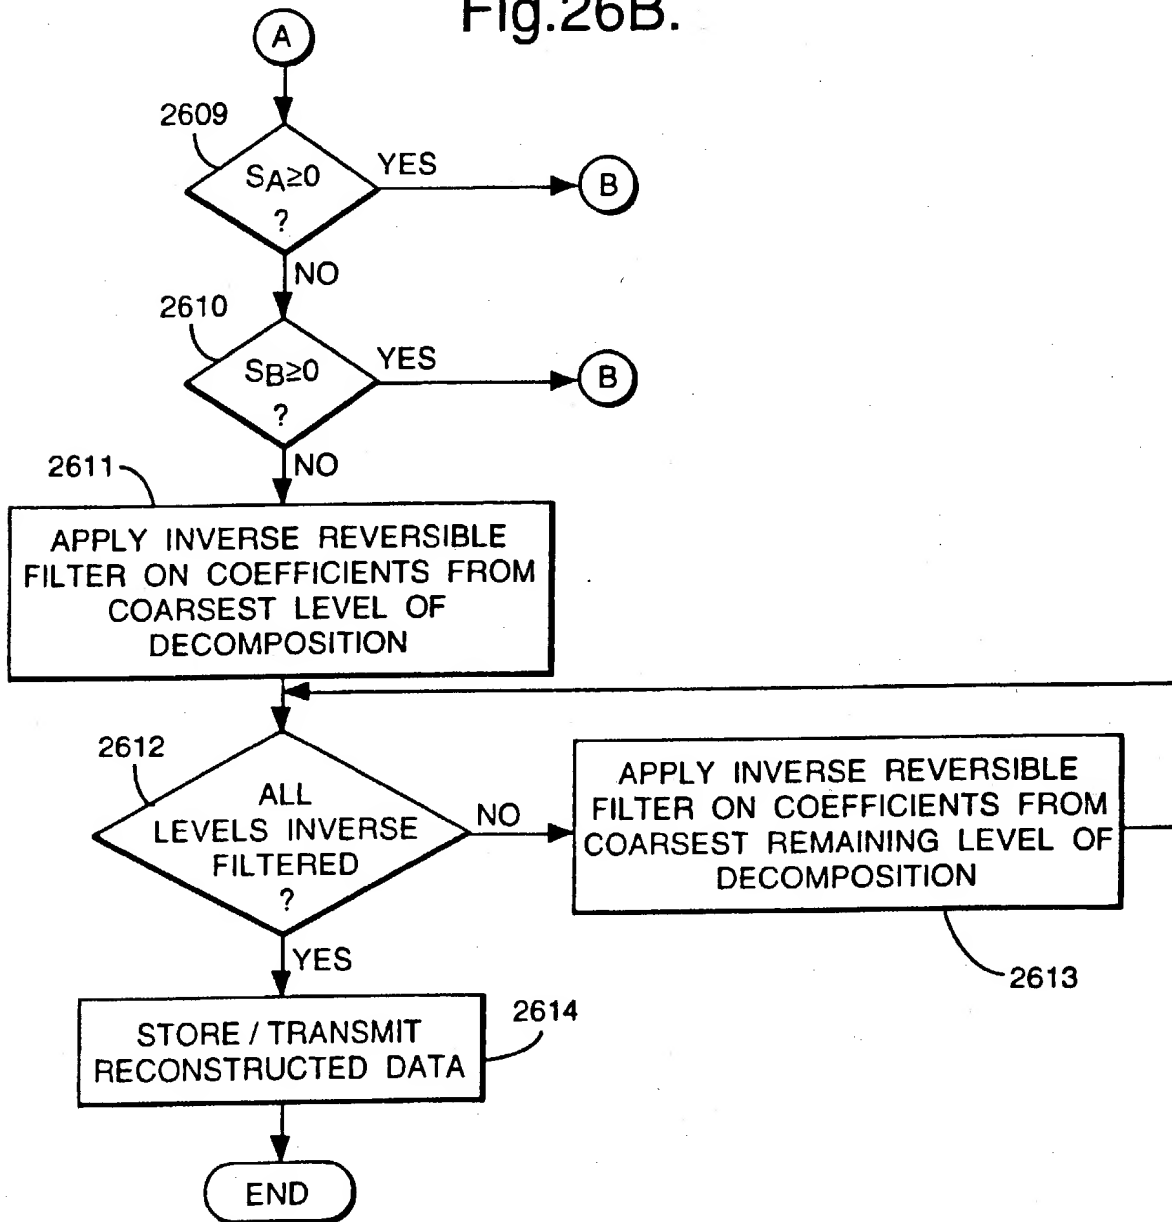 Fig.26B.
A
2609
SA≥0
?
YES
B
NO
2610
SB≥0
?
YES
B
NO
2611
APPLY INVERSE REVERSIBLE
FILTER ON COEFFICIENTS FROM
COARSEST LEVEL OF
DECOMPOSITION
2612
ALL
LEVELS INVERSE
FILTERED
?
NO
APPLY INVERSE REVERSIBLE
FILTER ON COEFFICIENTS FROM
COARSEST REMAINING LEVEL OF
DECOMPOSITION
2613
YES
STORE / TRANSMIT
RECONSTRUCTED DATA
2614
END